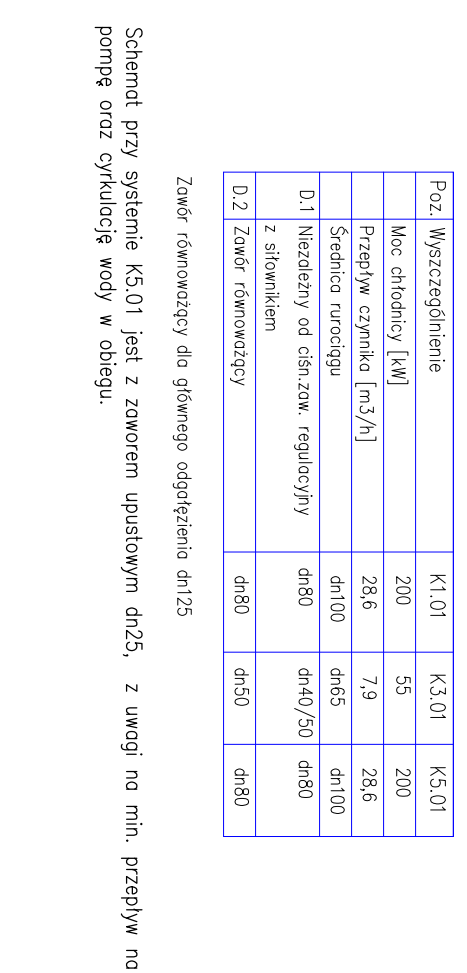 Poz. Wyszczególnienie K1.01 K3.01 K5.01
Moc chłodnicy [kW] 200 55 200
Przepływ czynnika [m3/h] 28,6 7,9 28,6
Średnica rurociągu dn100 dn65 dn100
D.1 Niezależny od ciśn.zaw. regulacyjny dn80 dn40/50 dn80
z siłownikiem
D.2 Zawór równoważący dn80 dn50 dn80
Zawór równoważący dla głównego odgałęzienia dn125
Schemat przy systemie K5.01 jest z zaworem upustowym dn25, z uwagi na min. przepływ na
pompę oraz cyrkulację wody w obiegu.